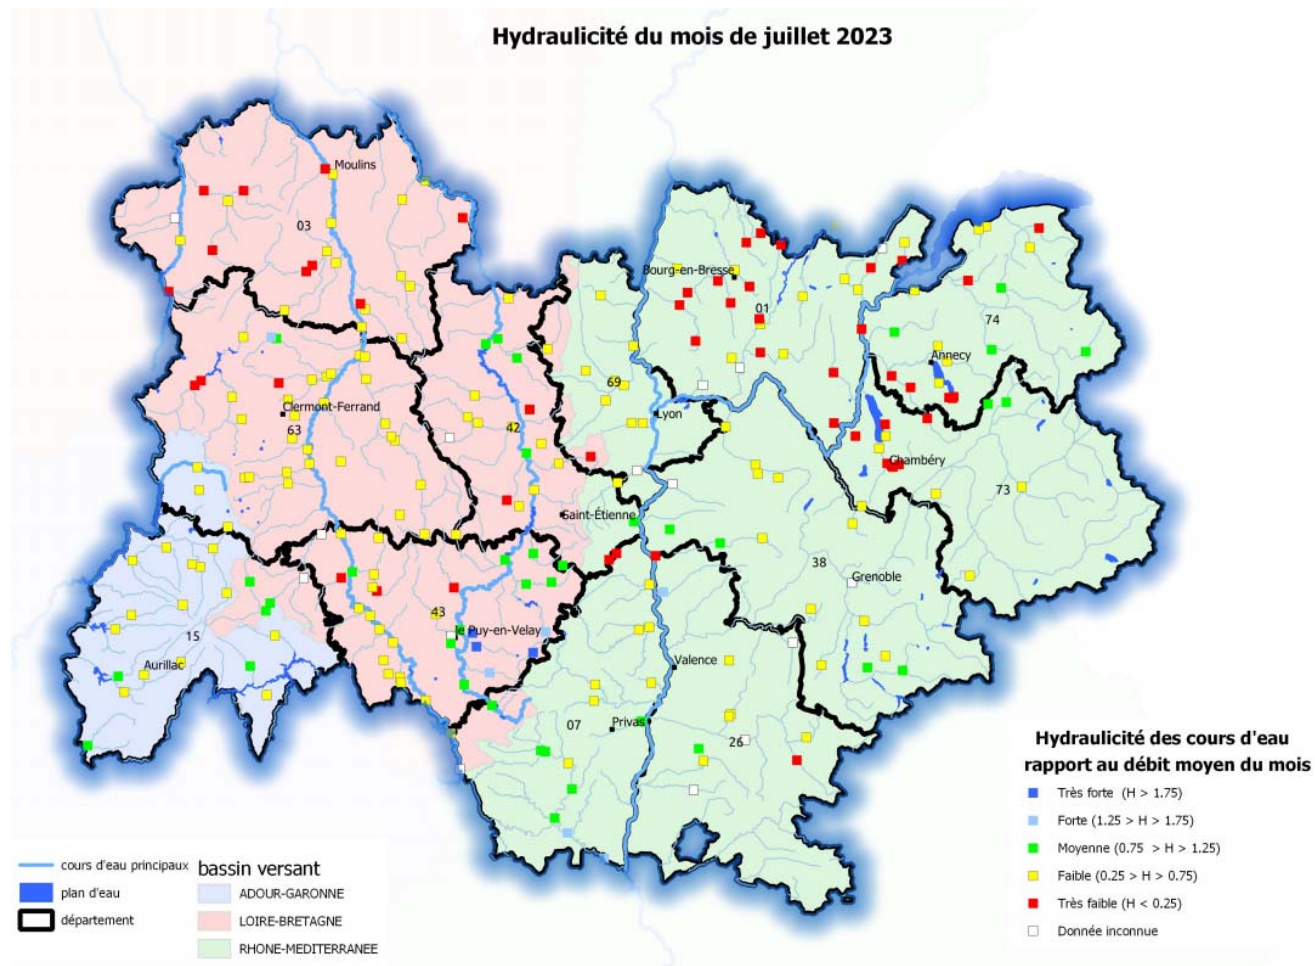 Hydraulicité du mois de juillet 2023
Moulins
03
Bourg-en-Bresse
01
74
Annecy
69
Clermont-Ferrand
63
42
Lyon
Chambéry
73
Saint-Étienne
38
Grenoble
43
le Puy-en-Velay
15
Aurillac
Valence
07
Privas
26
Hydraulicité des cours d'eau
rapport au débit moyen du mois
Très forte (H > 1.75)
Forte (1.25 > H > 1.75)
Moyenne (0.75 > H > 1.25)
Faible (0.25 > H > 0.75)
Très faible (H < 0.25)
Donnée inconnue
cours d'eau principaux
plan d'eau
département
bassin versant
ADOUR-GARONNE
LOIRE-BRETAGNE
RHONE-MEDITERRANEE